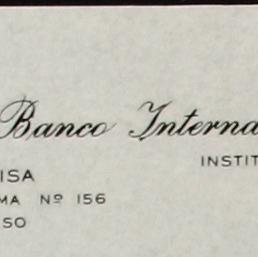 Banco Interna
INSTIT
ISA
MA Nº 156
SO